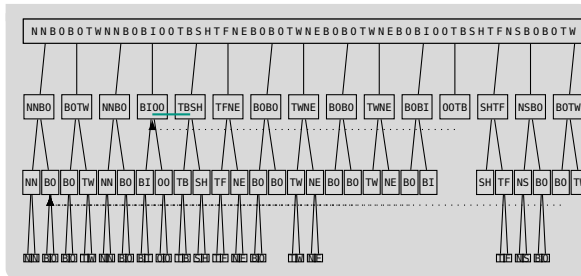 NNBOBOTWNNBOBIOOTBSHTFNEBOBOTWNEBOBOTWNEBOBIOOTBSHTFNSBOBOTW
NNBO BOTW NNBO BIOO TBSH TFNE BOBO TWNE BOBO TWNE BOBI OOTB SHTF NSBO BOTW
NN BO BO TW NN BO BI OO TB SH TF NE BO BO TW NE BO BO TW NE BO BI SH TF NS BO BO